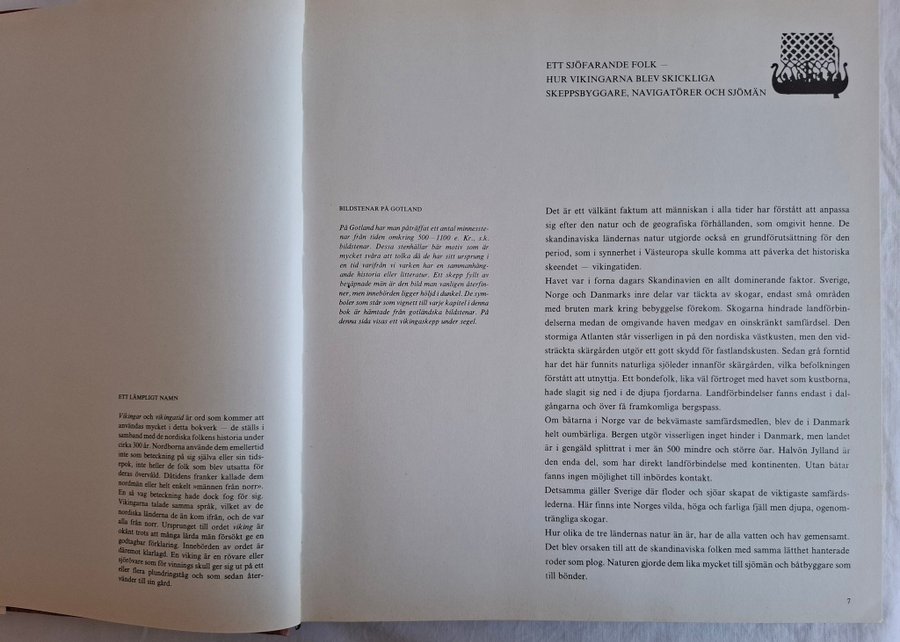 ETT LÄMPLIGT NAMN
Vikingar och vikingatid är ord som kommer att
användas mycket i detta bokverk — de ställs i
samband med de nordiska folkens historia under
cirka 300 år. Nordborna använde dem emellertid
inte som beteckning på sig själva eller sin tids-
epok, inte heller de folk som blev utsatta för
deras övervåld. Dåtidens franker kallade dem
nordmän eller helt enkelt »männen från norr».
En så vag beteckning hade dock fog för sig.
Vikingarna talade samma språk, vilket av de
nordiska länderna de än kom ifrån, och de var
alla från norr. Ursprunget till ordet viking är
okänt trots att många lärda män försökt ge en
godtagbar förklaring. Innebörden av ordet är
däremot klarlagd. En viking är en rövare eller
sjörövare som för vinnings skull ger sig ut på ett
eller flera plundringståg och som sedan åter-
vänder till sin gård.
ETT SJÖFARANDE FOLK —
HUR VIKINGARNA BLEV SKICKLIGA
SKEPPSBYGGARE, NAVIGATÖRER OCH SJÖMÄN
BILDSTENAR PÅ GOTLAND
På Gotland har man påträffat ett antal minnesste-
nar från tiden omkring 500–1100 e. Kr., s.k.
bildstenar. Dessa stenhällar bär motiv som är
mycket svåra att tolka då de har sitt ursprung i
en tid varifrån vi varken har en sammanhäng-
ande historia eller litteratur. Ett skepp fyllt av
beväpnade män är den bild man vanligen återfin-
ner, men innebörden ligger höljd i dunkel. De sym-
boler som står som vignett till varje kapitel i denna
bok är hämtade från gotländska bildstenar. På
denna sida visas ett vikingaskepp under segel.
Det är ett välkänt faktum att människan i alla tider har förstått att anpassa
sig efter den natur och de geografiska förhållanden, som omgivit henne. De
skandinaviska ländernas natur utgjorde också en grundförutsättning för den
period, som i synnerhet i Västeuropa skulle komma att påverka det historiska
skeendet — vikingatiden.
Havet var i forna dagars Skandinavien en allt dominerande faktor. Sverige,
Norge och Danmarks inre delar var täckta av skogar, endast små områden
med bruten mark kring bebyggelse förekom. Skogarna hindrade landförbin-
delserna medan de omgivande haven medgav en oinskränkt samfärdsel. Den
stormiga Atlanten står visserligen in på den nordiska västkusten, men den vid-
sträckta skärgården utgör ett gott skydd för fastlandskusten. Sedan grå forntid
har det här funnits naturliga sjöleder innanför skärgården, vilka befolkningen
förstått att utnyttja. Ett bondefolk, lika väl förtroget med havet som kustborna,
hade slagit sig ned i de djupa fjordarna. Landförbindelser fanns endast i dal-
gångarna och över få framkomliga bergspass.
Om båtarna i Norge var de bekvämaste samfärdsmedlen, blev de i Danmark
helt oumbärliga. Bergen utgör visserligen inget hinder i Danmark, men landet
är i gengäld splittrat i mer än 500 mindre och större öar. Halvön Jylland är
den enda del, som har direkt landförbindelse med kontinenten. Utan båtar
fanns ingen möjlighet till inbördes kontakt.
Detsamma gäller Sverige där floder och sjöar skapat de viktigaste samfärds-
lederna. Här finns inte Norges vilda, höga och farliga fjäll men djupa, ogenom-
trängliga skogar.
Hur olika de tre ländernas natur än är, har de alla vatten och hav gemensamt.
Det blev orsaken till att de skandinaviska folken med samma lätthet hanterade
roder som plog. Naturen gjorde dem lika mycket till sjömän och båtbyggare som
till bönder.
7